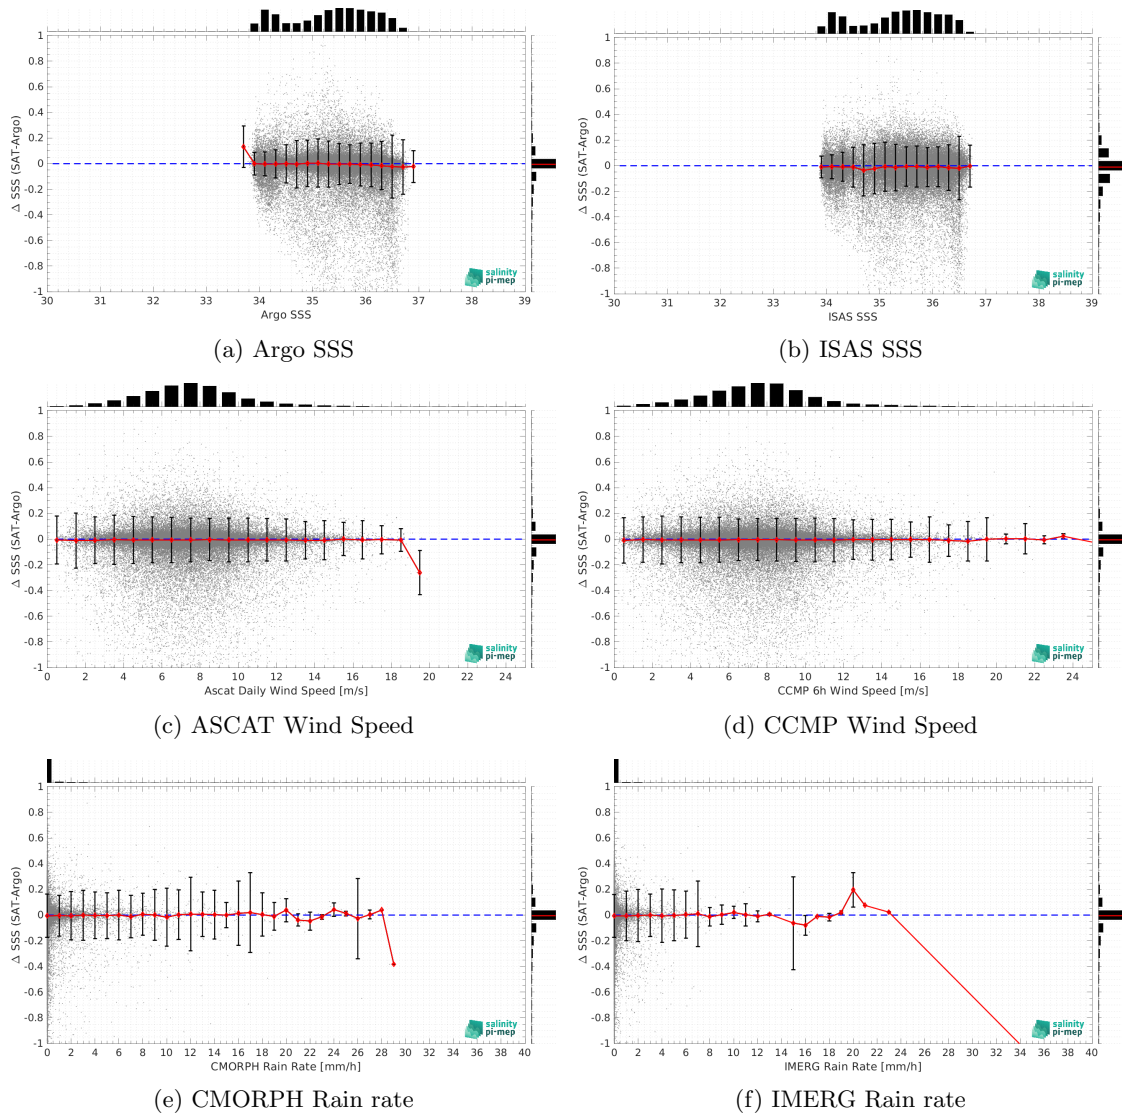 1
0.8
0.6
0.4
0.2
0
-0.2
-0.4
-0.6
-0.8
-1
Δ SSS (SAT-Argo)
salinity
pi-mep
30 31 32 33 34 35 36 37 38 39
Argo SSS
(a) Argo SSS
1
0.8
0.6
0.4
0.2
0
-0.2
-0.4
-0.6
-0.8
-1
Δ SSS (SAT-Argo)
salinity
pi-mep
30 31 32 33 34 35 36 37 38 39
ISAS SSS
(b) ISAS SSS
1
0.8
0.6
0.4
0.2
0
-0.2
-0.4
-0.6
-0.8
-1
Δ SSS (SAT-Argo)
salinity
pi-mep
0 2 4 6 8 10 12 14 16 18 20 22 24
Ascat Daily Wind Speed [m/s]
(c) ASCAT Wind Speed
1
0.8
0.6
0.4
0.2
0
-0.2
-0.4
-0.6
-0.8
-1
Δ SSS (SAT-Argo)
salinity
pi-mep
0 2 4 6 8 10 12 14 16 18 20 22 24
CCMP 6h Wind Speed [m/s]
(d) CCMP Wind Speed
1
0.8
0.6
0.4
0.2
0
-0.2
-0.4
-0.6
-0.8
-1
Δ SSS (SAT-Argo)
salinity
pi-mep
0 2 4 6 8 10 12 14 16 18 20 22 24 26 28 30 32 34 36 38 40
CMORPH Rain Rate [mm/h]
(e) CMORPH Rain rate
1
0.8
0.6
0.4
0.2
0
-0.2
-0.4
-0.6
-0.8
-1
Δ SSS (SAT-Argo)
salinity
pi-mep
0 2 4 6 8 10 12 14 16 18 20 22 24 26 28 30 32 34 36 38 40
IMERG Rain Rate [mm/h]
(f) IMERG Rain rate